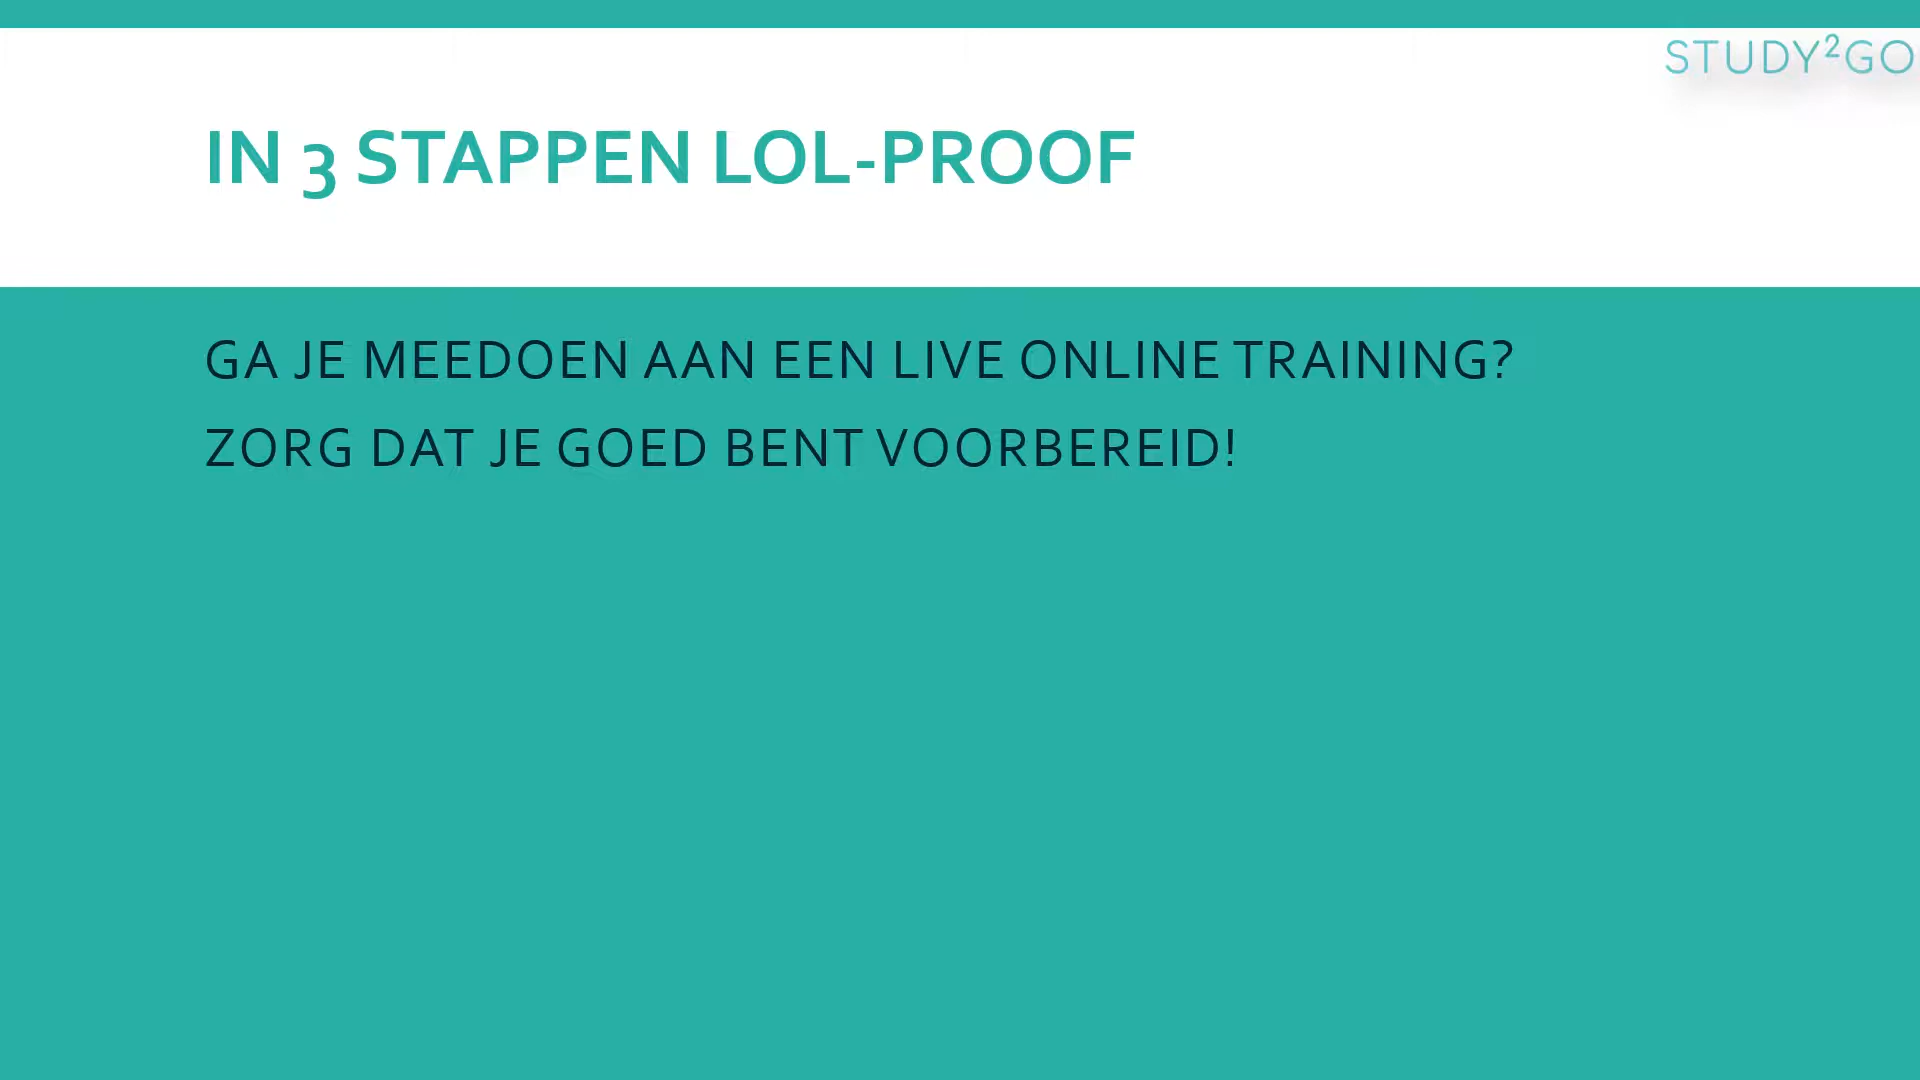 STUDY²GO
IN 3 STAPPEN LOL-PROOF
GA JE MEEDOEN AAN EEN LIVE ONLINE TRAINING?
ZORG DAT JE GOED BENT VOORBEREID!